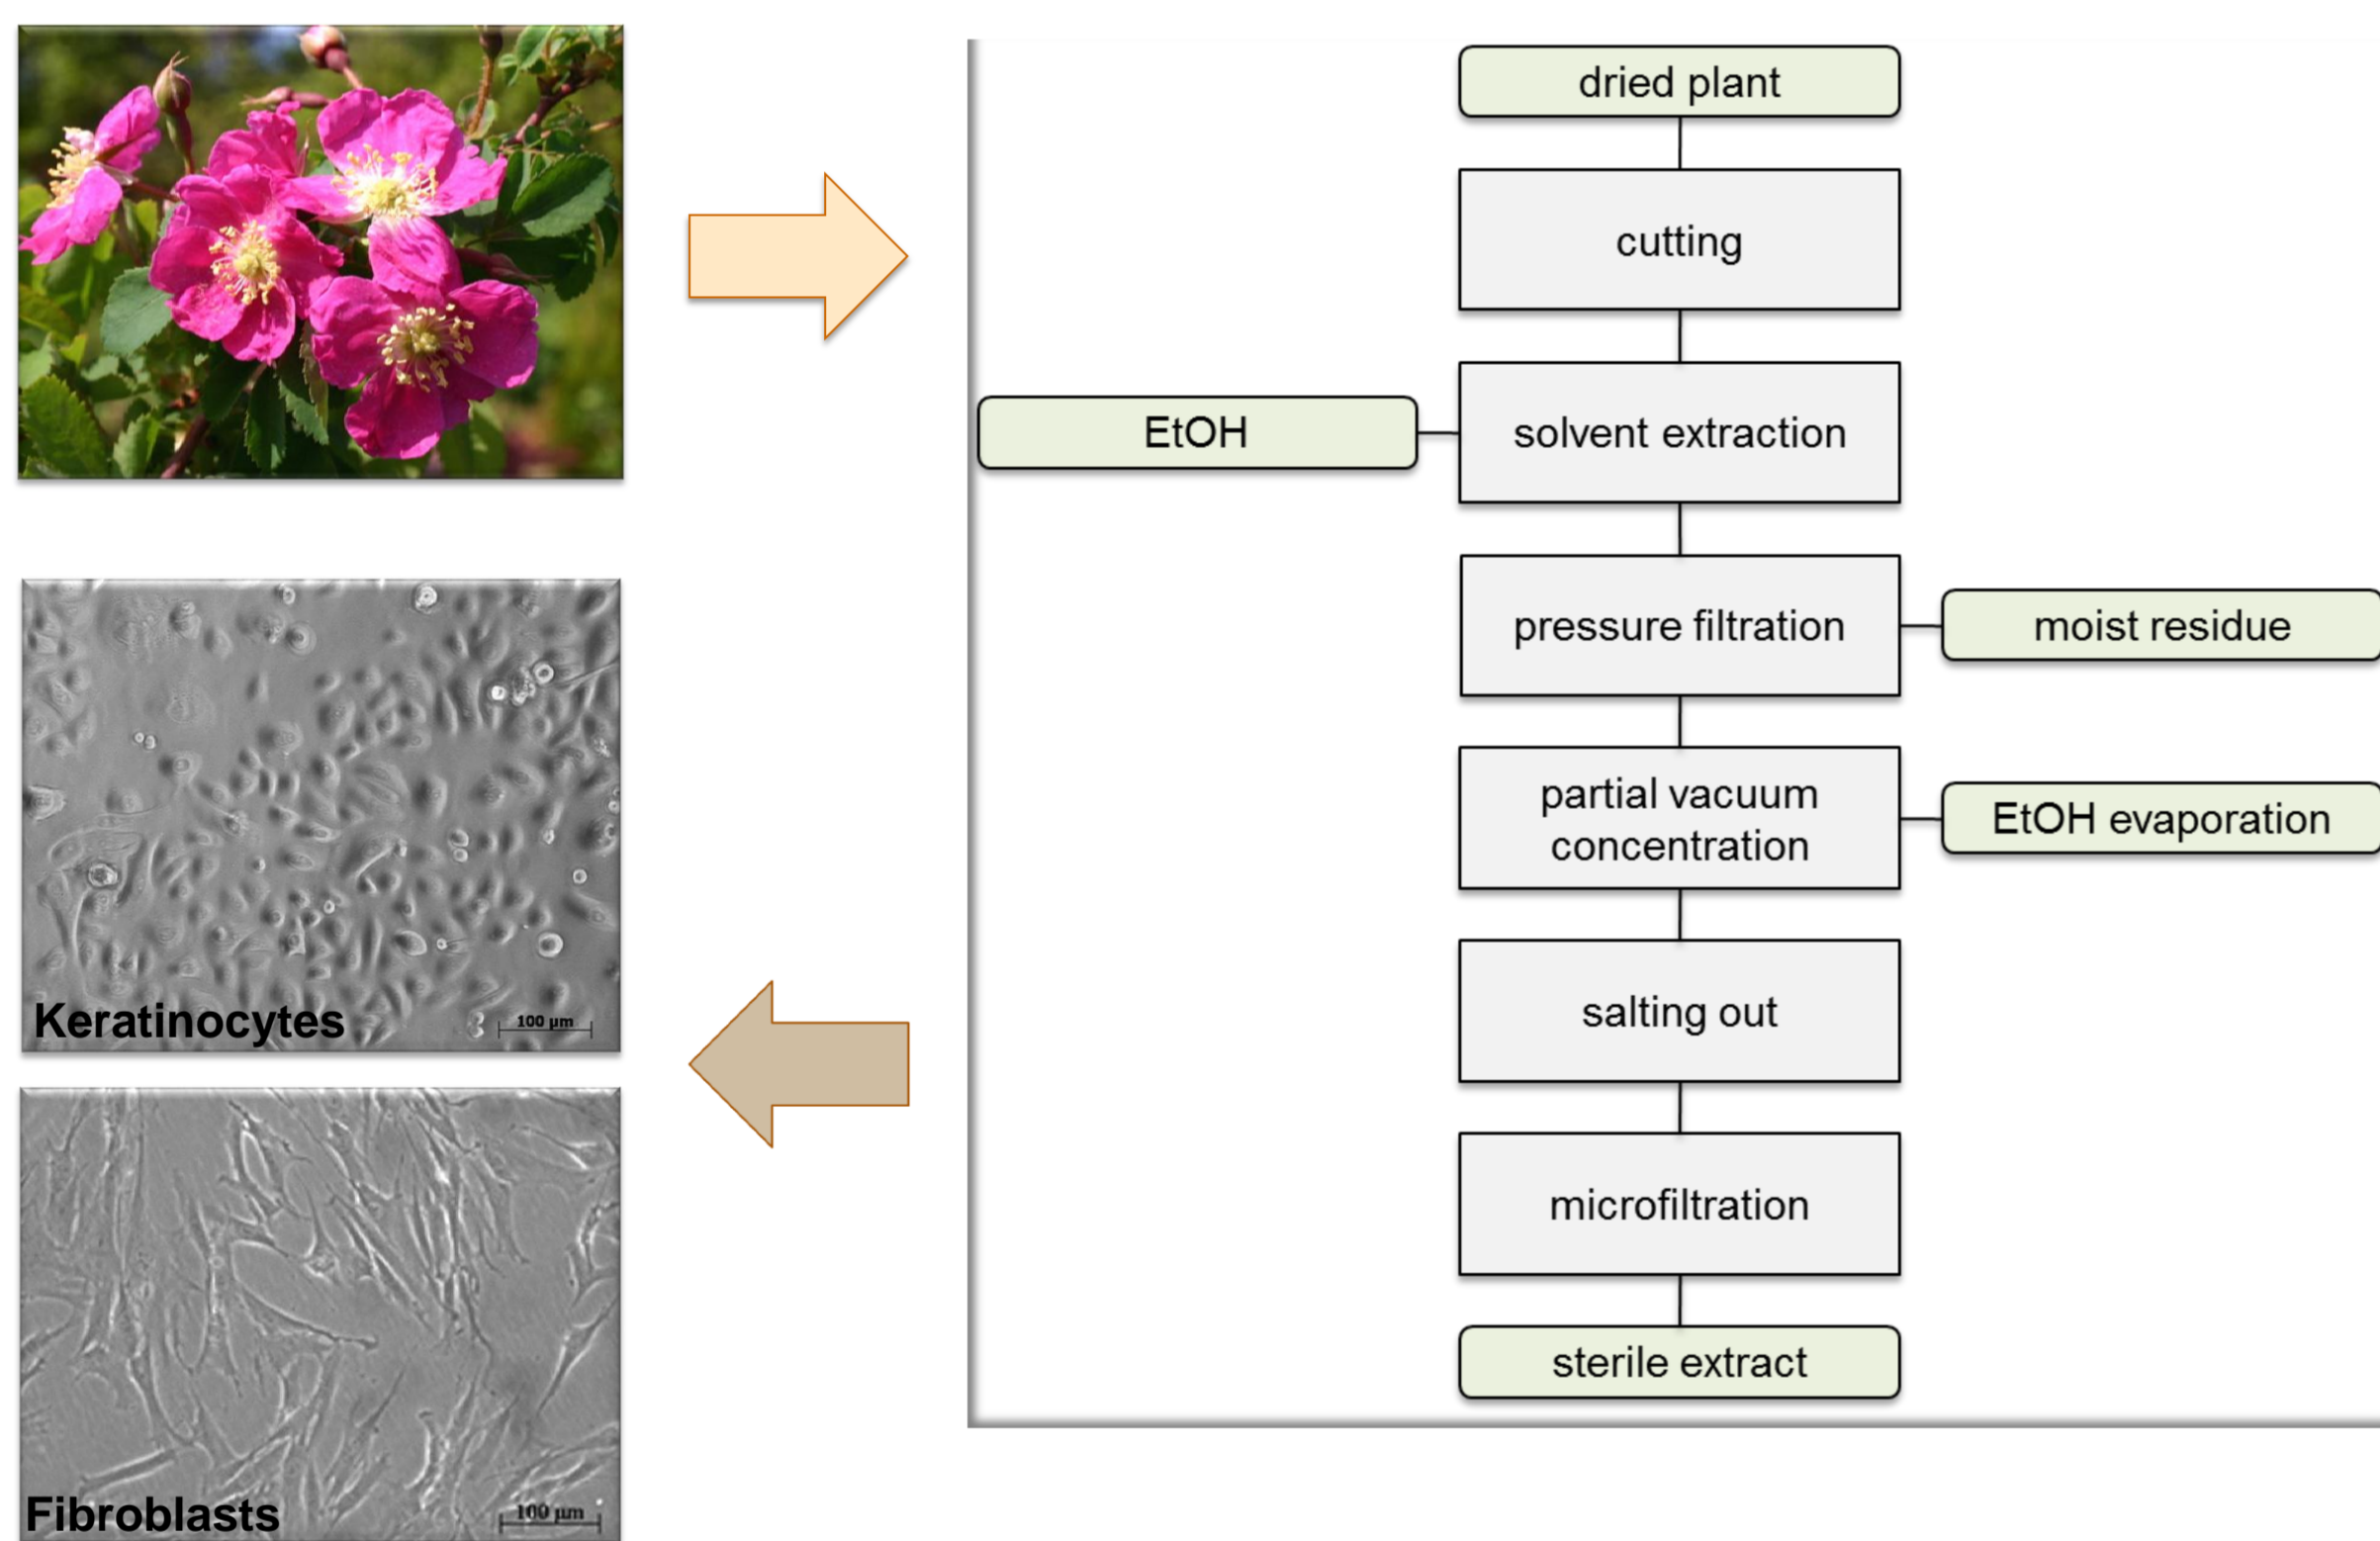 dried plant
cutting
EtOH
solvent extraction
pressure filtration
moist residue
partial vacuum
concentration
EtOH evaporation
salting out
microfiltration
sterile extract
Keratinocytes
100 µm
Fibroblasts
100 µm